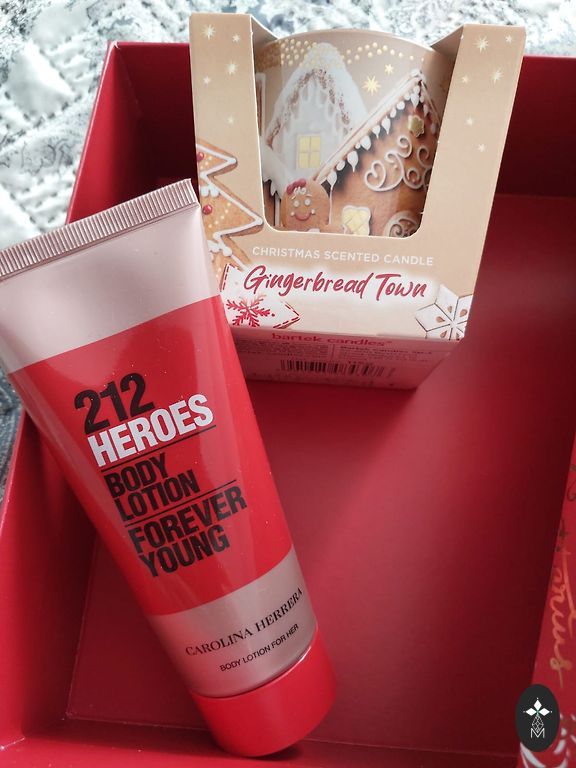 CHRISTMAS SCENTED CANDLE
Gingerbread Town
bartek candles
212
HEROES
BODY
LOTION
FOREVER
YOUNG
CAROLINA HERRERA
BODY LOTION FOR HER